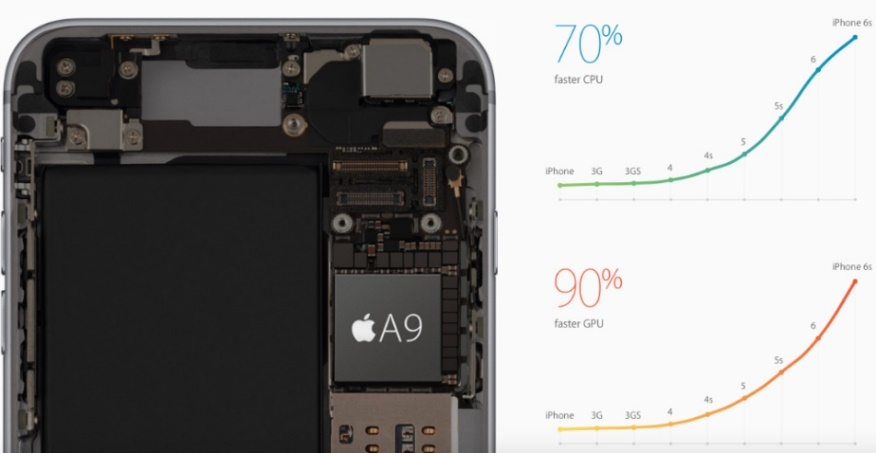 A9
70%
faster CPU
iPhone
3G
3GS
4
4s
5
5s
6
iPhone 6s
90%
faster GPU
iPhone
3G
3GS
4
4s
5
5s
6
iPhone 6s